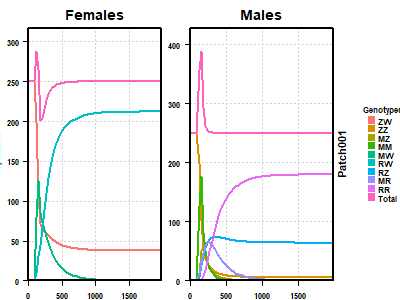 Females
Males
300
250
200
150
100
50
0
400
300
200
100
0
0
500
1000
1500
0
500
1000
1500
Patch001
Genotypes
ZW
ZZ
MZ
MM
MW
RW
RZ
MR
RR
Total